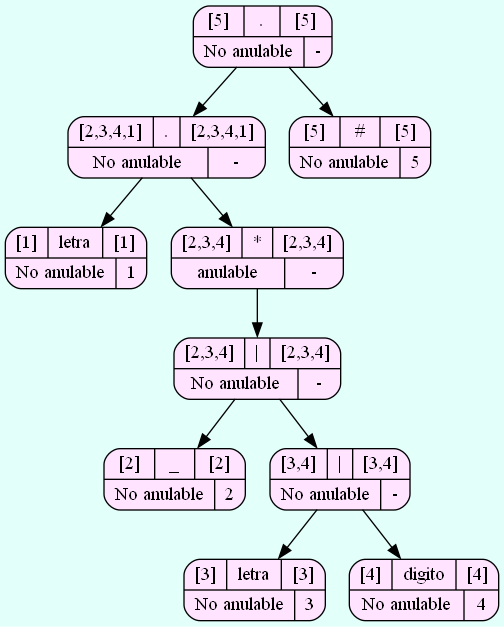 [5] . [5]
No anulable -
[2,3,4,1] . [2,3,4,1]
No anulable -
[5] # [5]
No anulable 5
[1] letra [1]
No anulable 1
[2,3,4] * [2,3,4]
anulable -
[2,3,4] | [2,3,4]
No anulable -
[2] _ [2]
No anulable 2
[3,4] | [3,4]
No anulable -
[3] letra [3]
No anulable 3
[4] digito [4]
No anulable 4